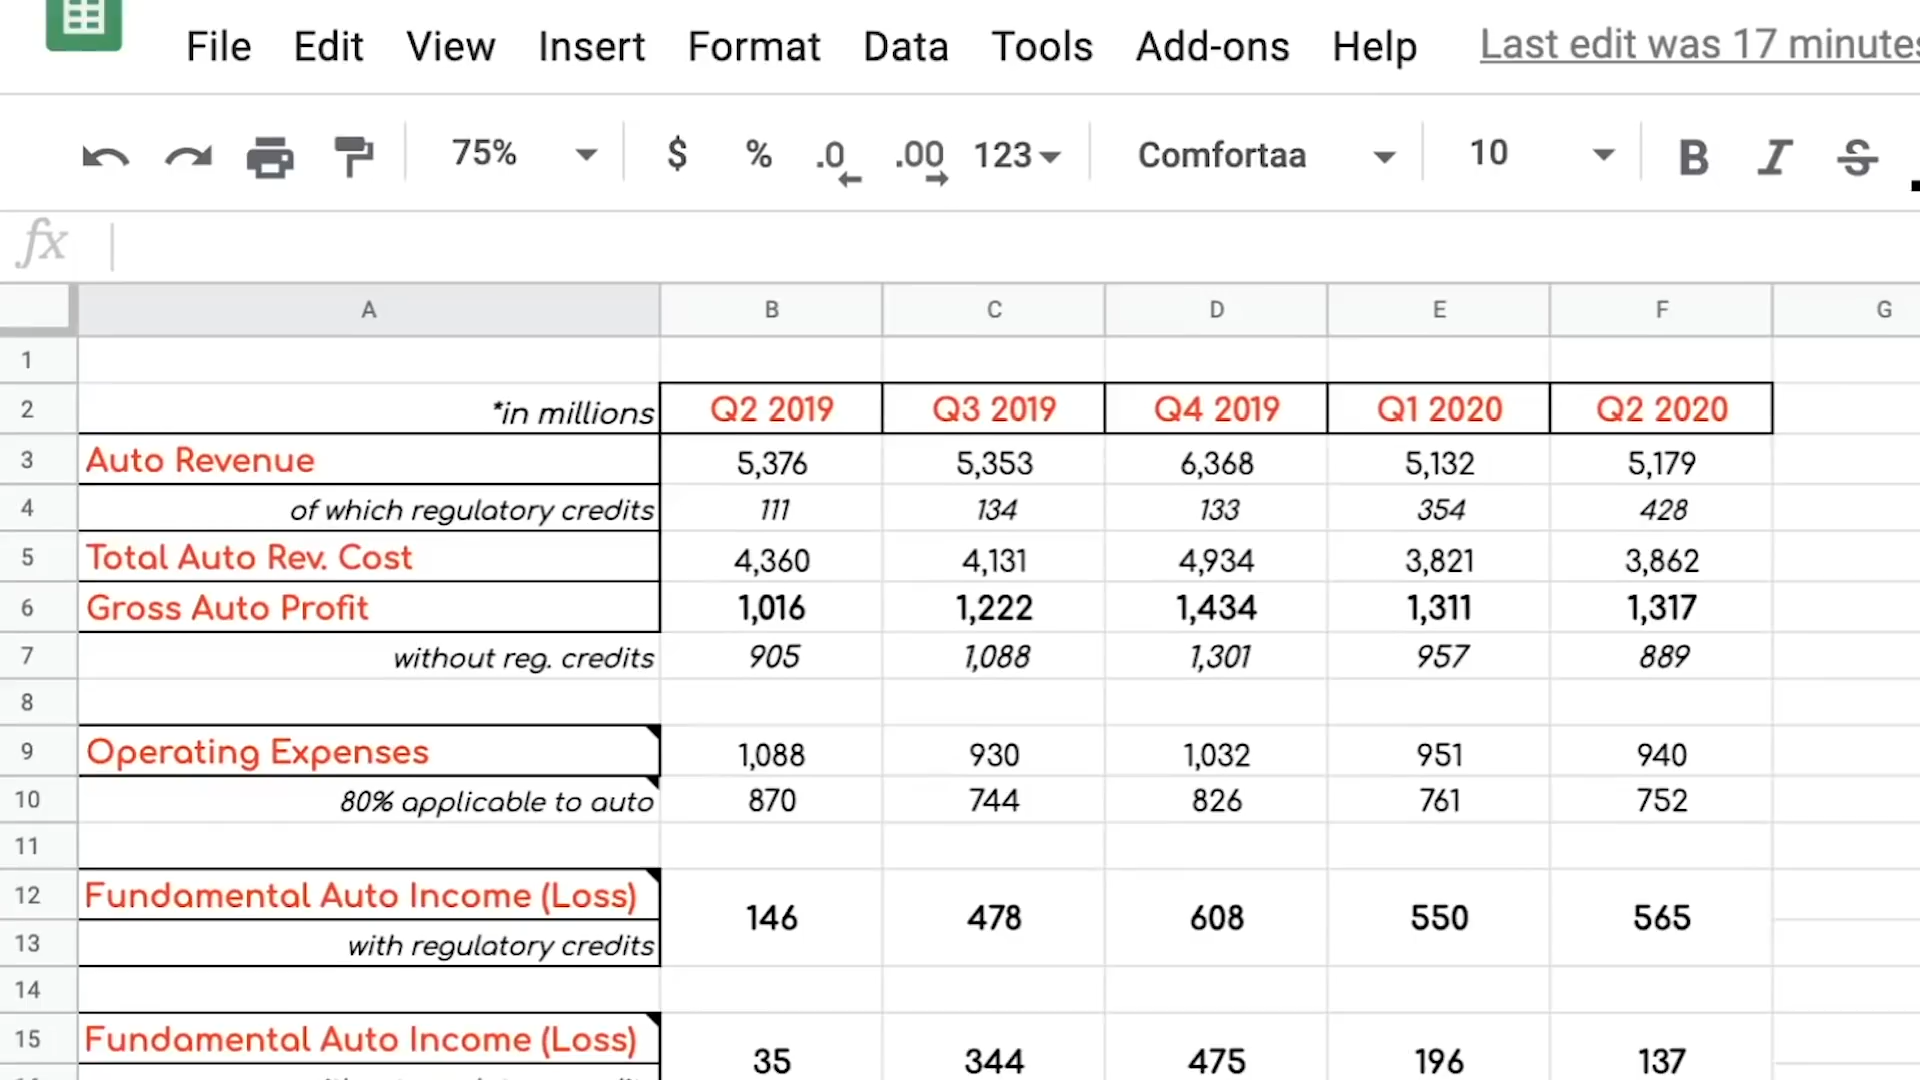 File Edit View Insert Format Data Tools Add-ons Help Last edit was 17 minutes
75% $ % .0 .00 123 Comfortaa 10 B I S
fx
A B C D E F G
1
2 *in millions Q2 2019 Q3 2019 Q4 2019 Q1 2020 Q2 2020
3 Auto Revenue 5,376 5,353 6,368 5,132 5,179
4 of which regulatory credits 111 134 133 354 428
5 Total Auto Rev. Cost 4,360 4,131 4,934 3,821 3,862
6 Gross Auto Profit 1,016 1,222 1,434 1,311 1,317
7 without reg. credits 905 1,088 1,301 957 889
8
9 Operating Expenses 1,088 930 1,032 951 940
10 80% applicable to auto 870 744 826 761 752
11
12 Fundamental Auto Income (Loss) 146 478 608 550 565
13 with regulatory credits
14
15 Fundamental Auto Income (Loss) 35 344 475 196 137